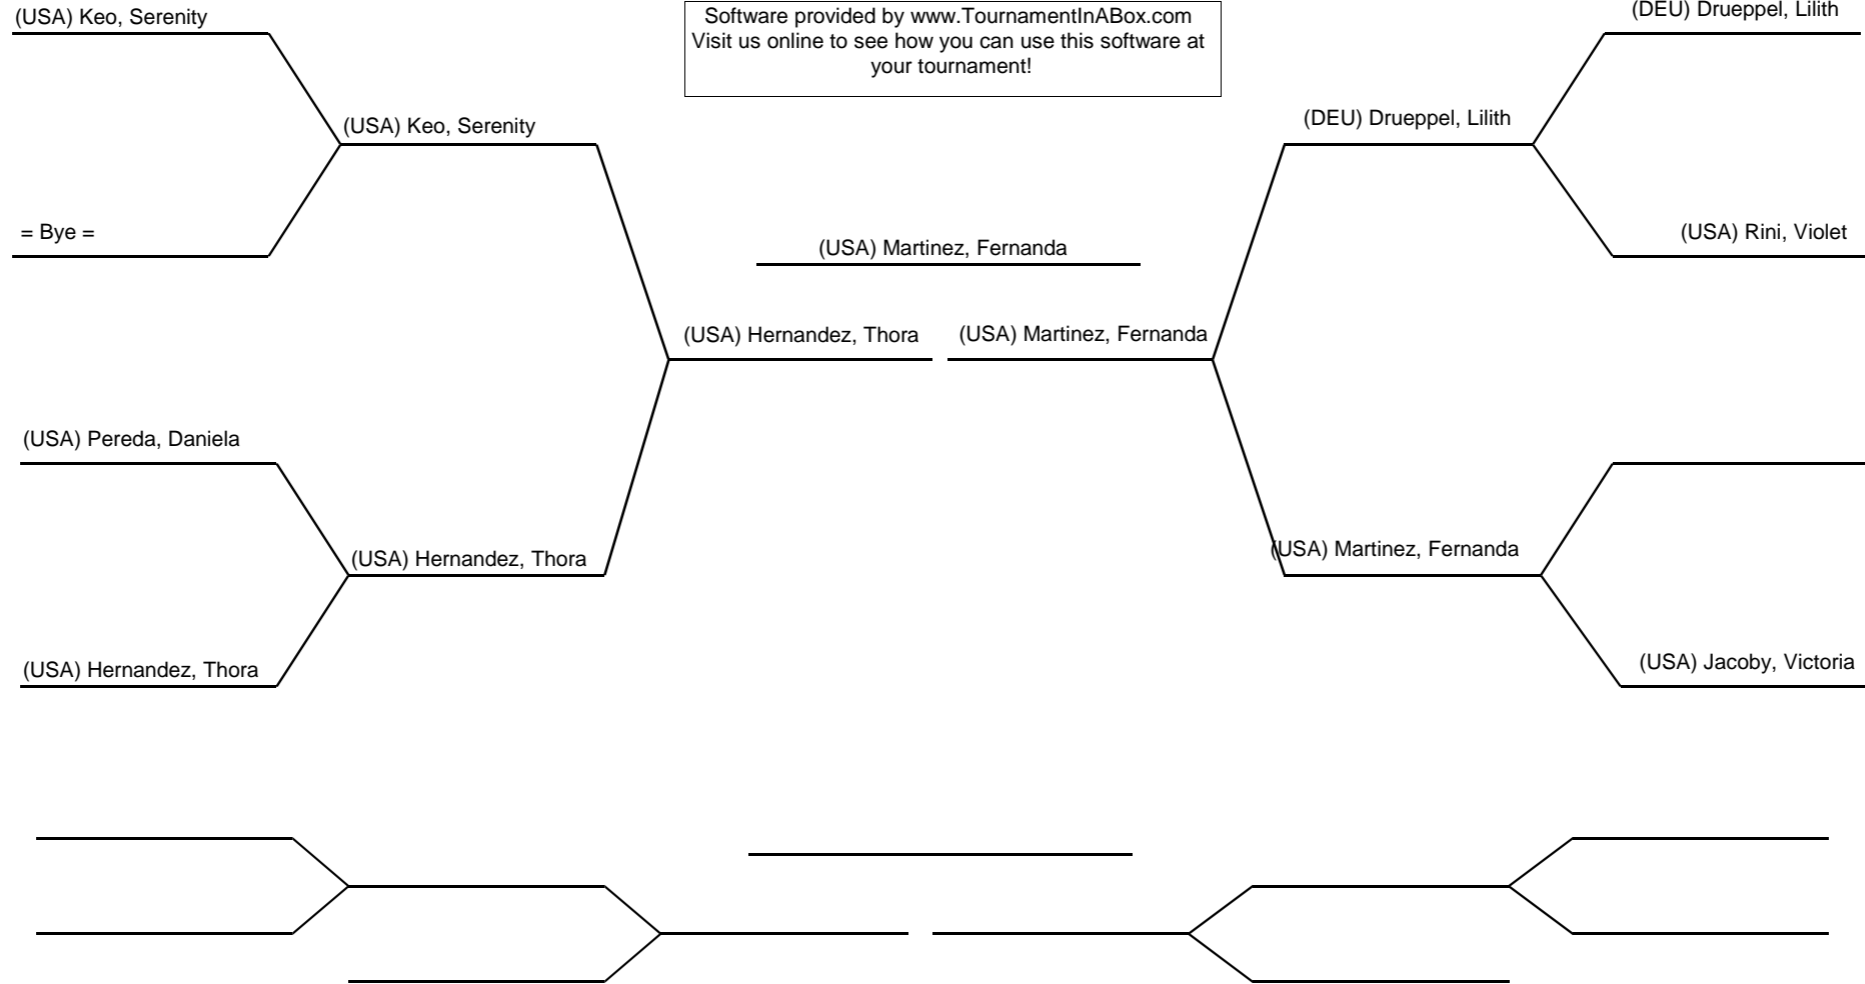 (USA) Keo, Serenity
Software provided by www.TournamentInABox.com
Visit us online to see how you can use this software at
your tournament!
(DEU) Drueppel, Lilith
(USA) Keo, Serenity
(DEU) Drueppel, Lilith
= Bye =
(USA) Martinez, Fernanda
(USA) Rini, Violet
(USA) Hernandez, Thora
(USA) Martinez, Fernanda
(USA) Pereda, Daniela
(USA) Hernandez, Thora
(USA) Martinez, Fernanda
(USA) Hernandez, Thora
(USA) Jacoby, Victoria